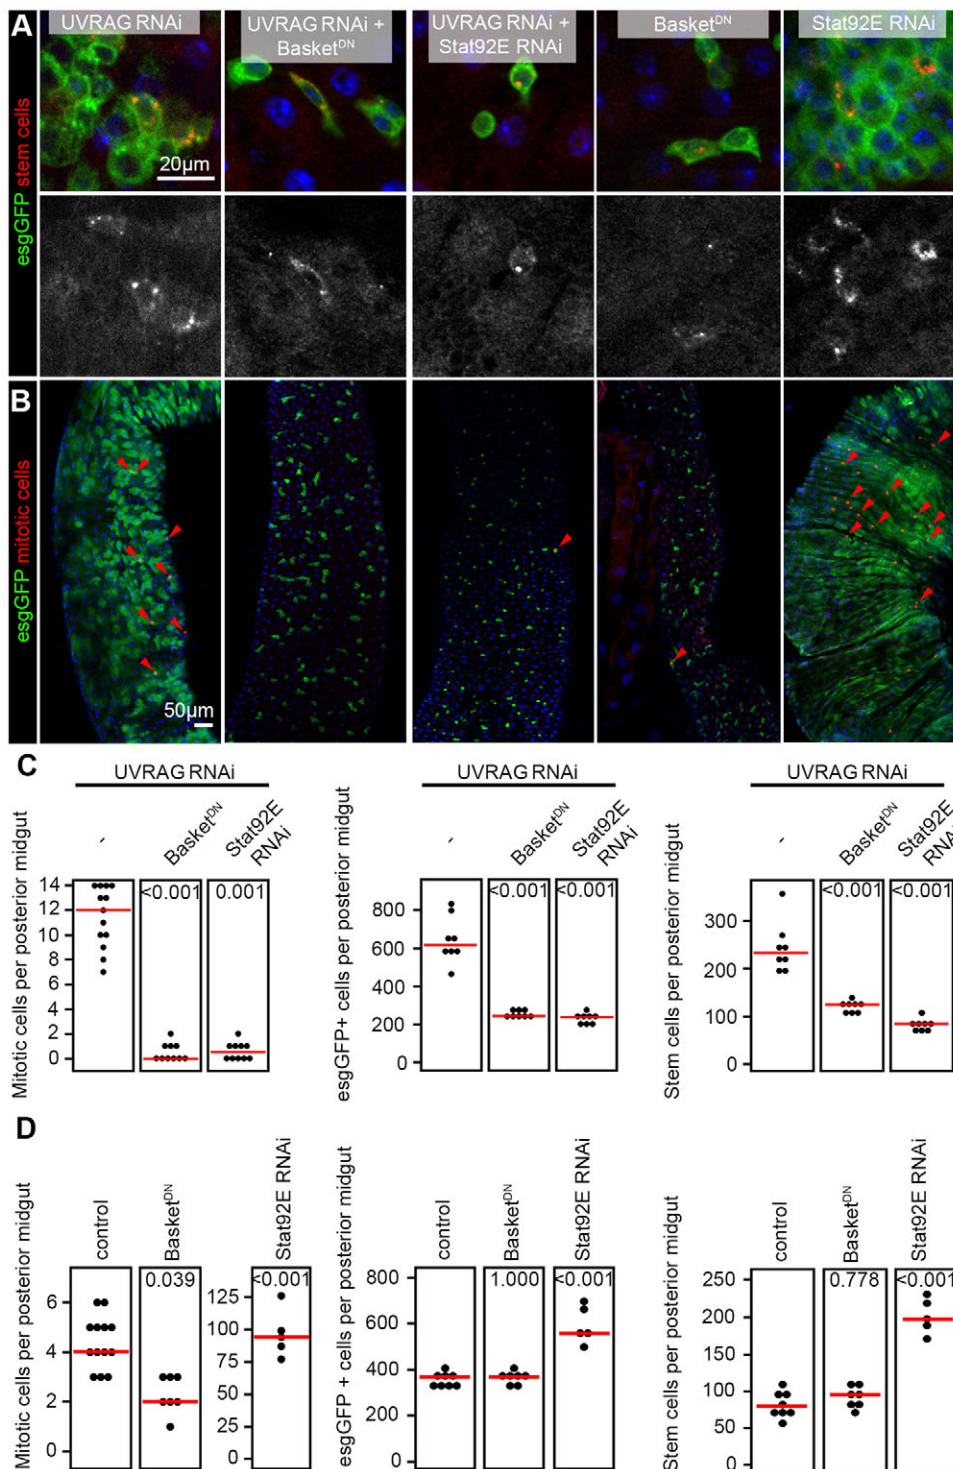 A
UVRAG RNAi
UVRAG RNAi +
Basket^DN
UVRAG RNAi +
Stat92E RNAi
Basket^DN
Stat92E RNAi
esgGFP stem cells
20µm
B
esgGFP mitotic cells
50µm
C
UVRAG RNAi
-
Basket^DN
Stat92E
RNAi
Mitotic cells per posterior midgut
14
12
10
8
6
4
2
0
<0.001
0.001
UVRAG RNAi
-
Basket^DN
Stat92E
RNAi
esgGFP+ cells per posterior midgut
800
600
400
200
0
<0.001
<0.001
UVRAG RNAi
-
Basket^DN
Stat92E
RNAi
Stem cells per posterior midgut
300
200
100
0
<0.001
<0.001
D
Mitotic cells per posterior midgut
control
Basket^DN
Stat92E RNAi
6
4
2
0
0.039
125
100
75
50
25
0
<0.001
esgGFP + cells per posterior midgut
control
Basket^DN
Stat92E RNAi
800
600
400
200
0
1.000
<0.001
Stem cells per posterior midgut
control
Basket^DN
Stat92E RNAi
250
200
150
100
50
0
0.778
<0.001